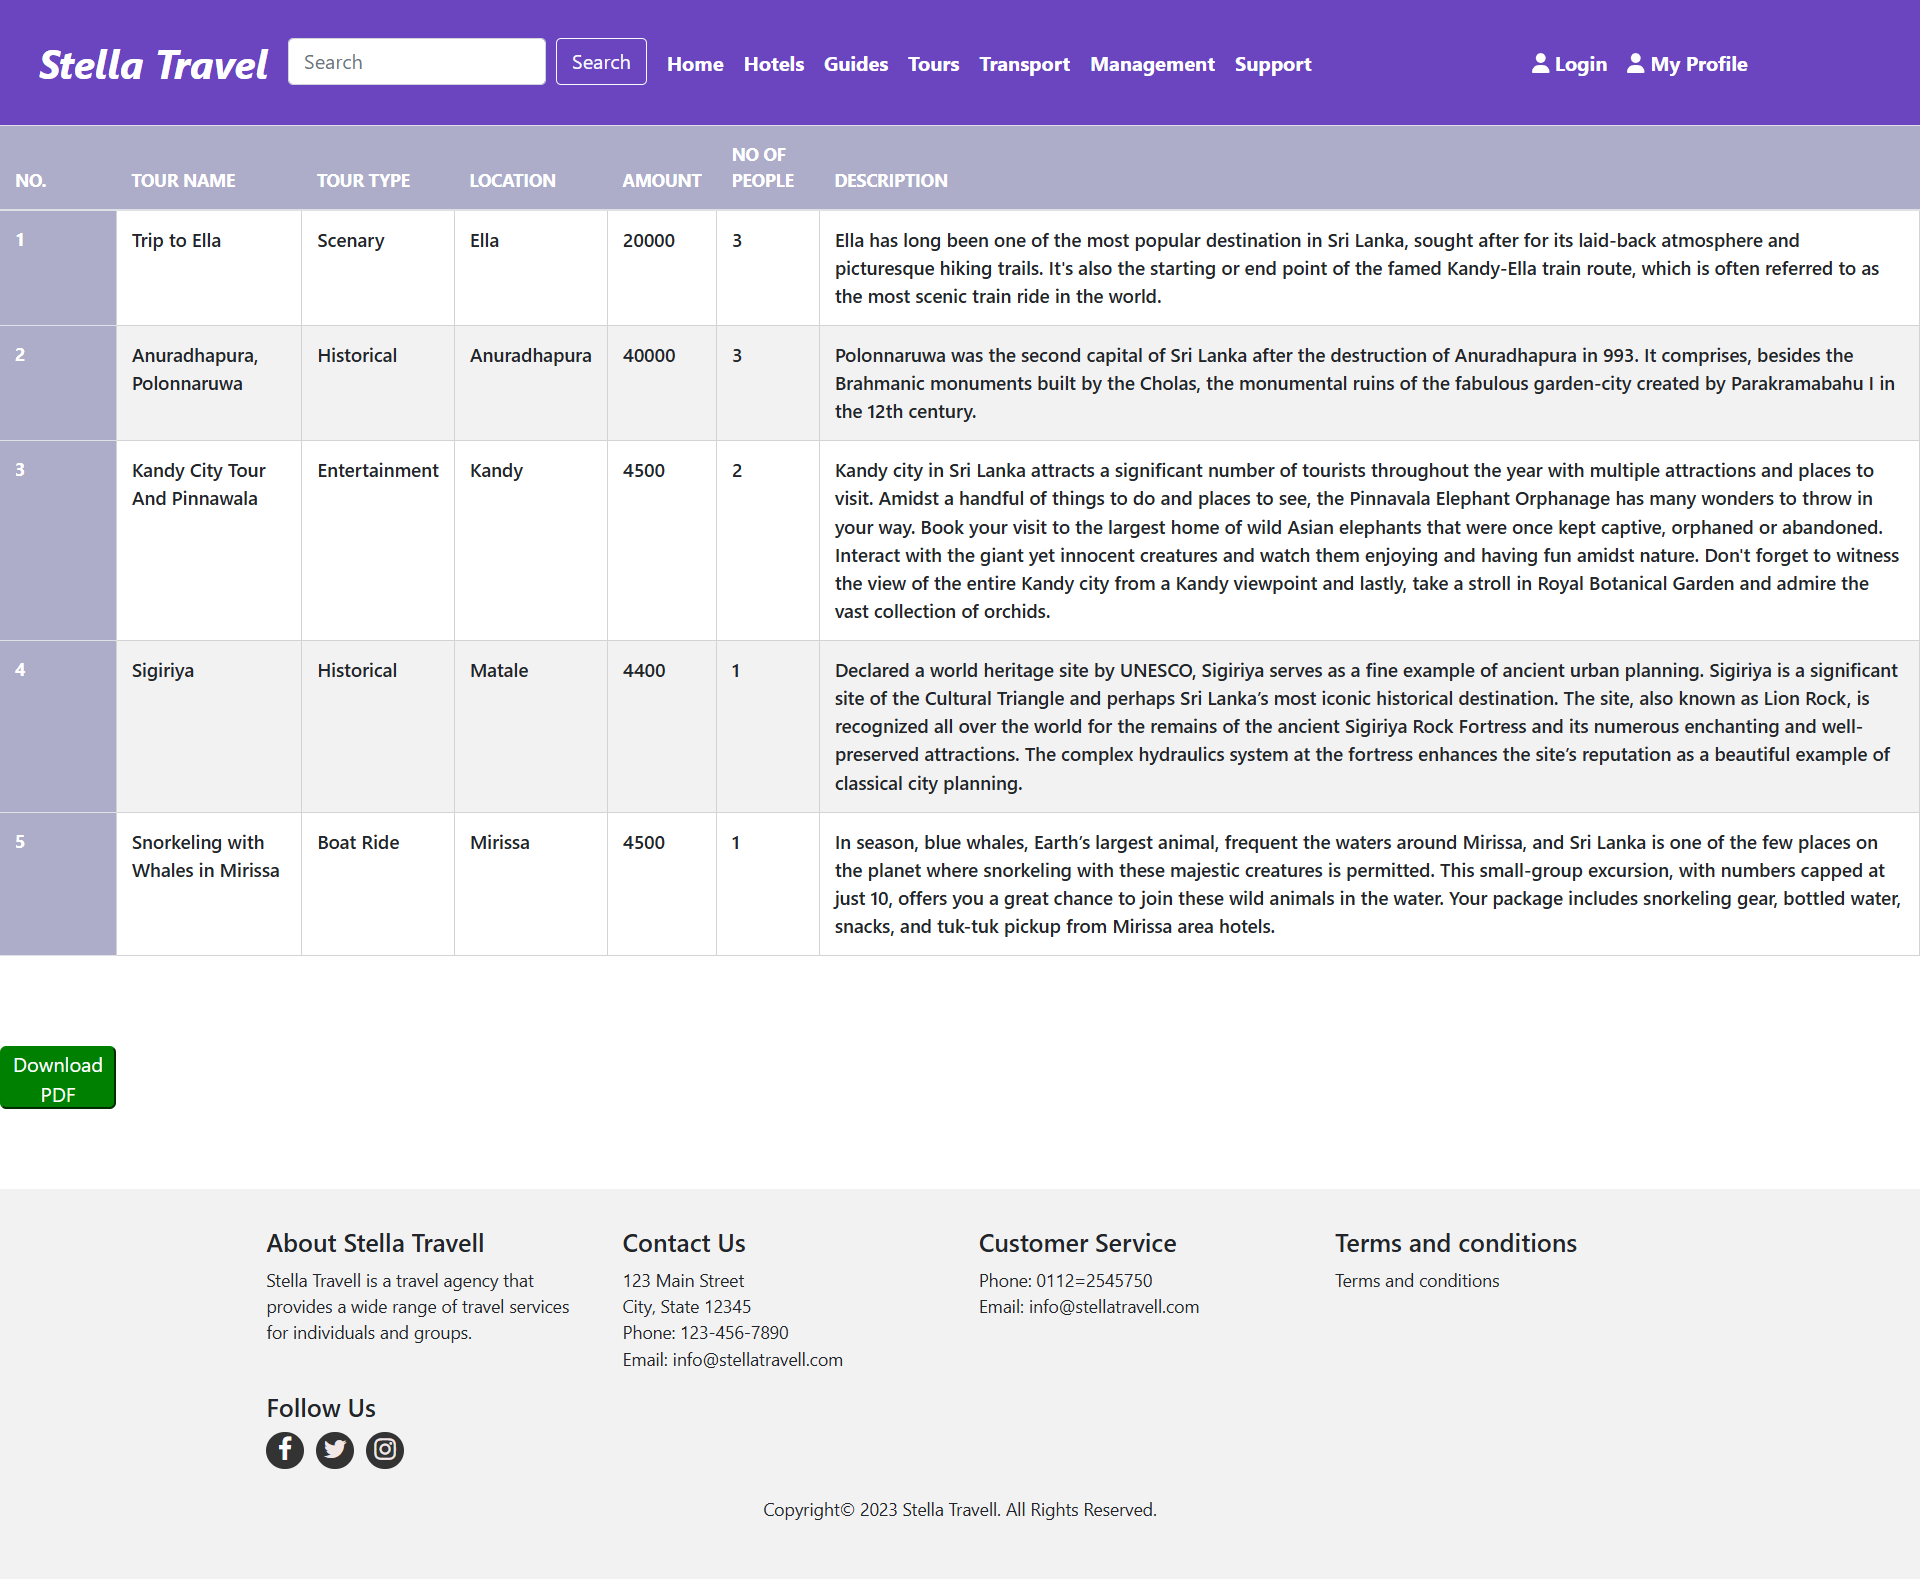 Stella Travel
Search
Search
Home Hotels Guides Tours Transport Management Support
Login My Profile
NO. TOUR NAME TOUR TYPE LOCATION AMOUNT NO OF PEOPLE DESCRIPTION
1 Trip to Ella Scenary Ella 20000 3
Ella has long been one of the most popular destination in Sri Lanka, sought after for its laid-back atmosphere and
picturesque hiking trails. It's also the starting or end point of the famed Kandy-Ella train route, which is often referred to as
the most scenic train ride in the world.
2 Anuradhapura,
Polonnaruwa
Historical Anuradhapura 40000 3
Polonnaruwa was the second capital of Sri Lanka after the destruction of Anuradhapura in 993. It comprises, besides the
Brahmanic monuments built by the Cholas, the monumental ruins of the fabulous garden-city created by Parakramabahu I in
the 12th century.
3 Kandy City Tour
And Pinnawala
Entertainment Kandy 4500 2
Kandy city in Sri Lanka attracts a significant number of tourists throughout the year with multiple attractions and places to
visit. Amidst a handful of things to do and places to see, the Pinnavala Elephant Orphanage has many wonders to throw in
your way. Book your visit to the largest home of wild Asian elephants that were once kept captive, orphaned or abandoned.
Interact with the giant yet innocent creatures and watch them enjoying and having fun amidst nature. Don't forget to witness
the view of the entire Kandy city from a Kandy viewpoint and lastly, take a stroll in Royal Botanical Garden and admire the
vast collection of orchids.
4 Sigiriya Historical Matale 4400 1
Declared a world heritage site by UNESCO, Sigiriya serves as a fine example of ancient urban planning. Sigiriya is a significant
site of the Cultural Triangle and perhaps Sri Lanka’s most iconic historical destination. The site, also known as Lion Rock, is
recognized all over the world for the remains of the ancient Sigiriya Rock Fortress and its numerous enchanting and well-
preserved attractions. The complex hydraulics system at the fortress enhances the site’s reputation as a beautiful example of
classical city planning.
5 Snorkeling with
Whales in Mirissa
Boat Ride Mirissa 4500 1
In season, blue whales, Earth’s largest animal, frequent the waters around Mirissa, and Sri Lanka is one of the few places on
the planet where snorkeling with these majestic creatures is permitted. This small-group excursion, with numbers capped at
just 10, offers you a great chance to join these wild animals in the water. Your package includes snorkeling gear, bottled water,
snacks, and tuk-tuk pickup from Mirissa area hotels.
Download
PDF
About Stella Travell
Stella Travell is a travel agency that
provides a wide range of travel services
for individuals and groups.
Contact Us
123 Main Street
City, State 12345
Phone: 123-456-7890
Email: info@stellatravell.com
Customer Service
Phone: 0112=2545750
Email: info@stellatravell.com
Terms and conditions
Terms and conditions
Follow Us
Copyright© 2023 Stella Travell. All Rights Reserved.